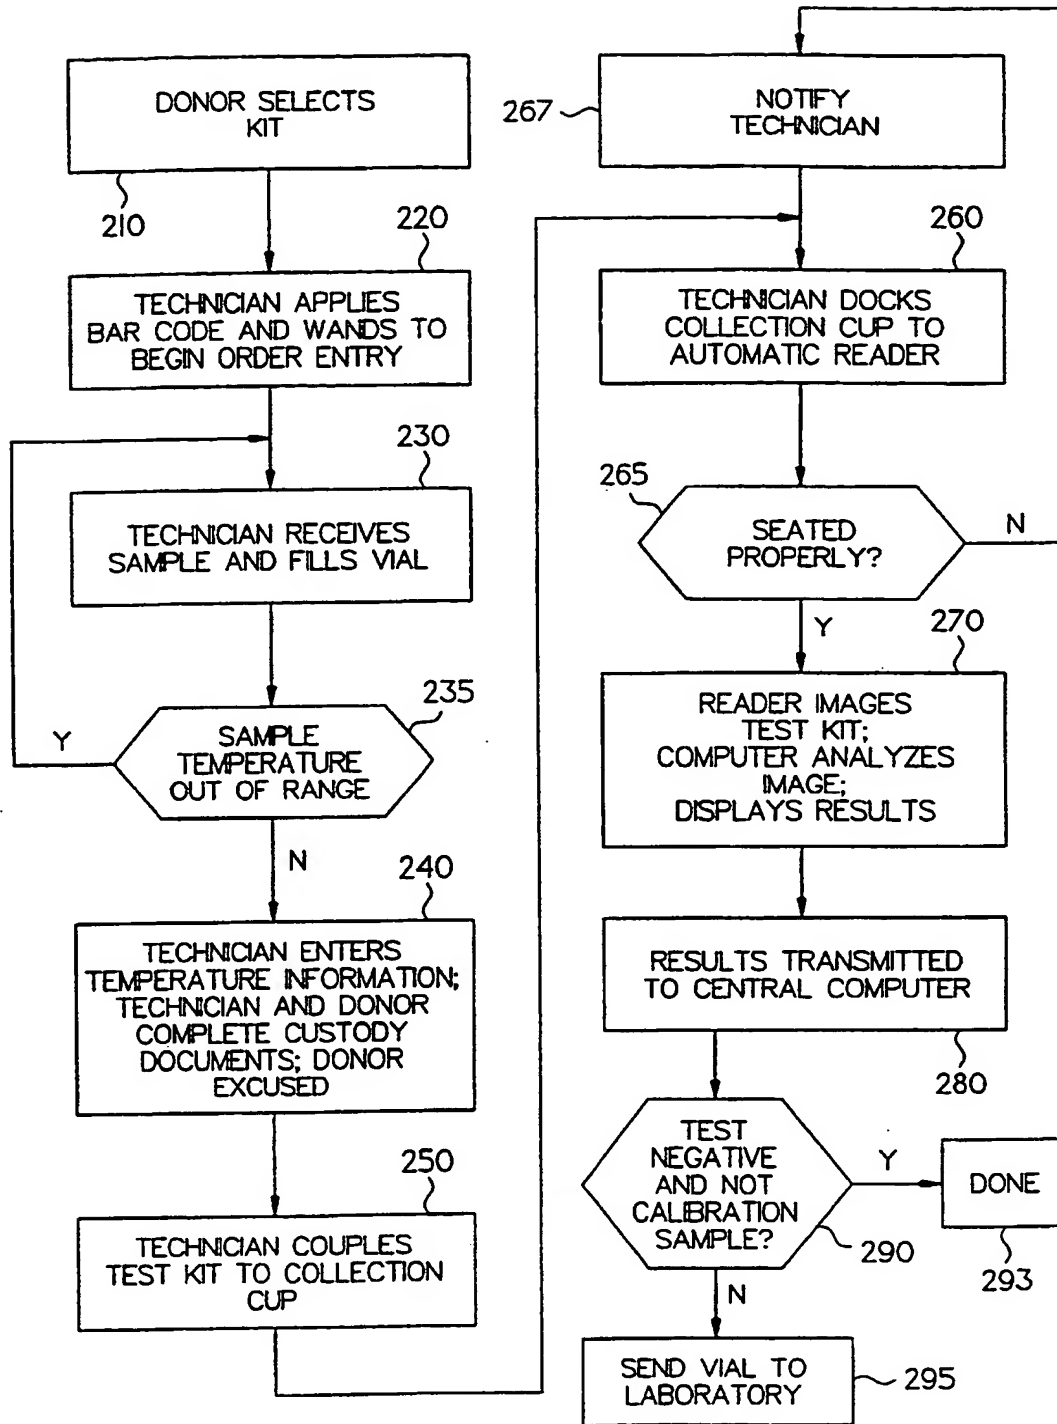 DONOR SELECTS
KIT
210
220
TECHNICIAN APPLIES
BAR CODE AND WANDS TO
BEGIN ORDER ENTRY
230
TECHNICIAN RECEIVES
SAMPLE AND FILLS VIAL
235
SAMPLE
TEMPERATURE
OUT OF RANGE
Y
N
240
TECHNICIAN ENTERS
TEMPERATURE INFORMATION;
TECHNICIAN AND DONOR
COMPLETE CUSTODY
DOCUMENTS; DONOR
EXCUSED
250
TECHNICIAN COUPLES
TEST KIT TO COLLECTION
CUP
267
NOTIFY
TECHNICIAN
260
TECHNICIAN DOCKS
COLLECTION CUP TO
AUTOMATIC READER
265
SEATED
PROPERLY?
N
Y
270
READER IMAGES
TEST KIT;
COMPUTER ANALYZES
IMAGE;
DISPLAYS RESULTS
RESULTS TRANSMITTED
TO CENTRAL COMPUTER
280
TEST
NEGATIVE
AND NOT
CALIBRATION
SAMPLE?
290
Y
DONE
293
N
SEND VIAL TO
LABORATORY
295